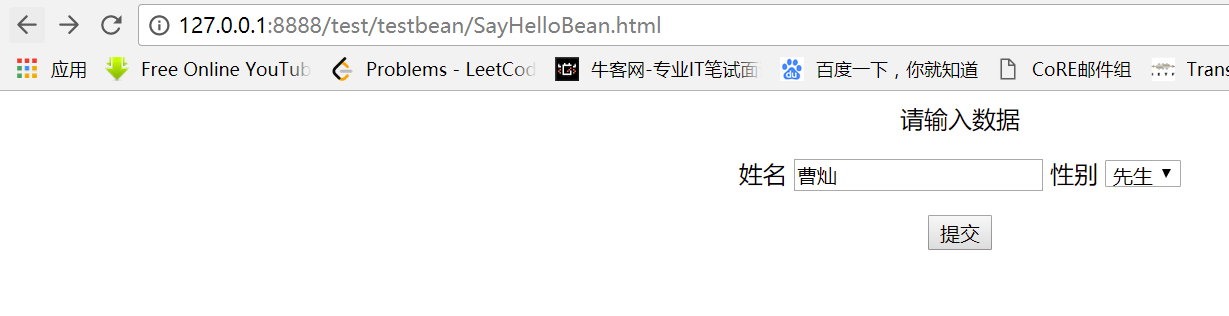 127.0.0.1:8888/test/testbean/SayHelloBean.html
应用 Free Online YouTub Problems - LeetCod 牛客网-专业IT笔试面 百度一下，你就知道 CoRE邮件组 Trans
请输入数据
姓名 曹灿 性别 先生
提交